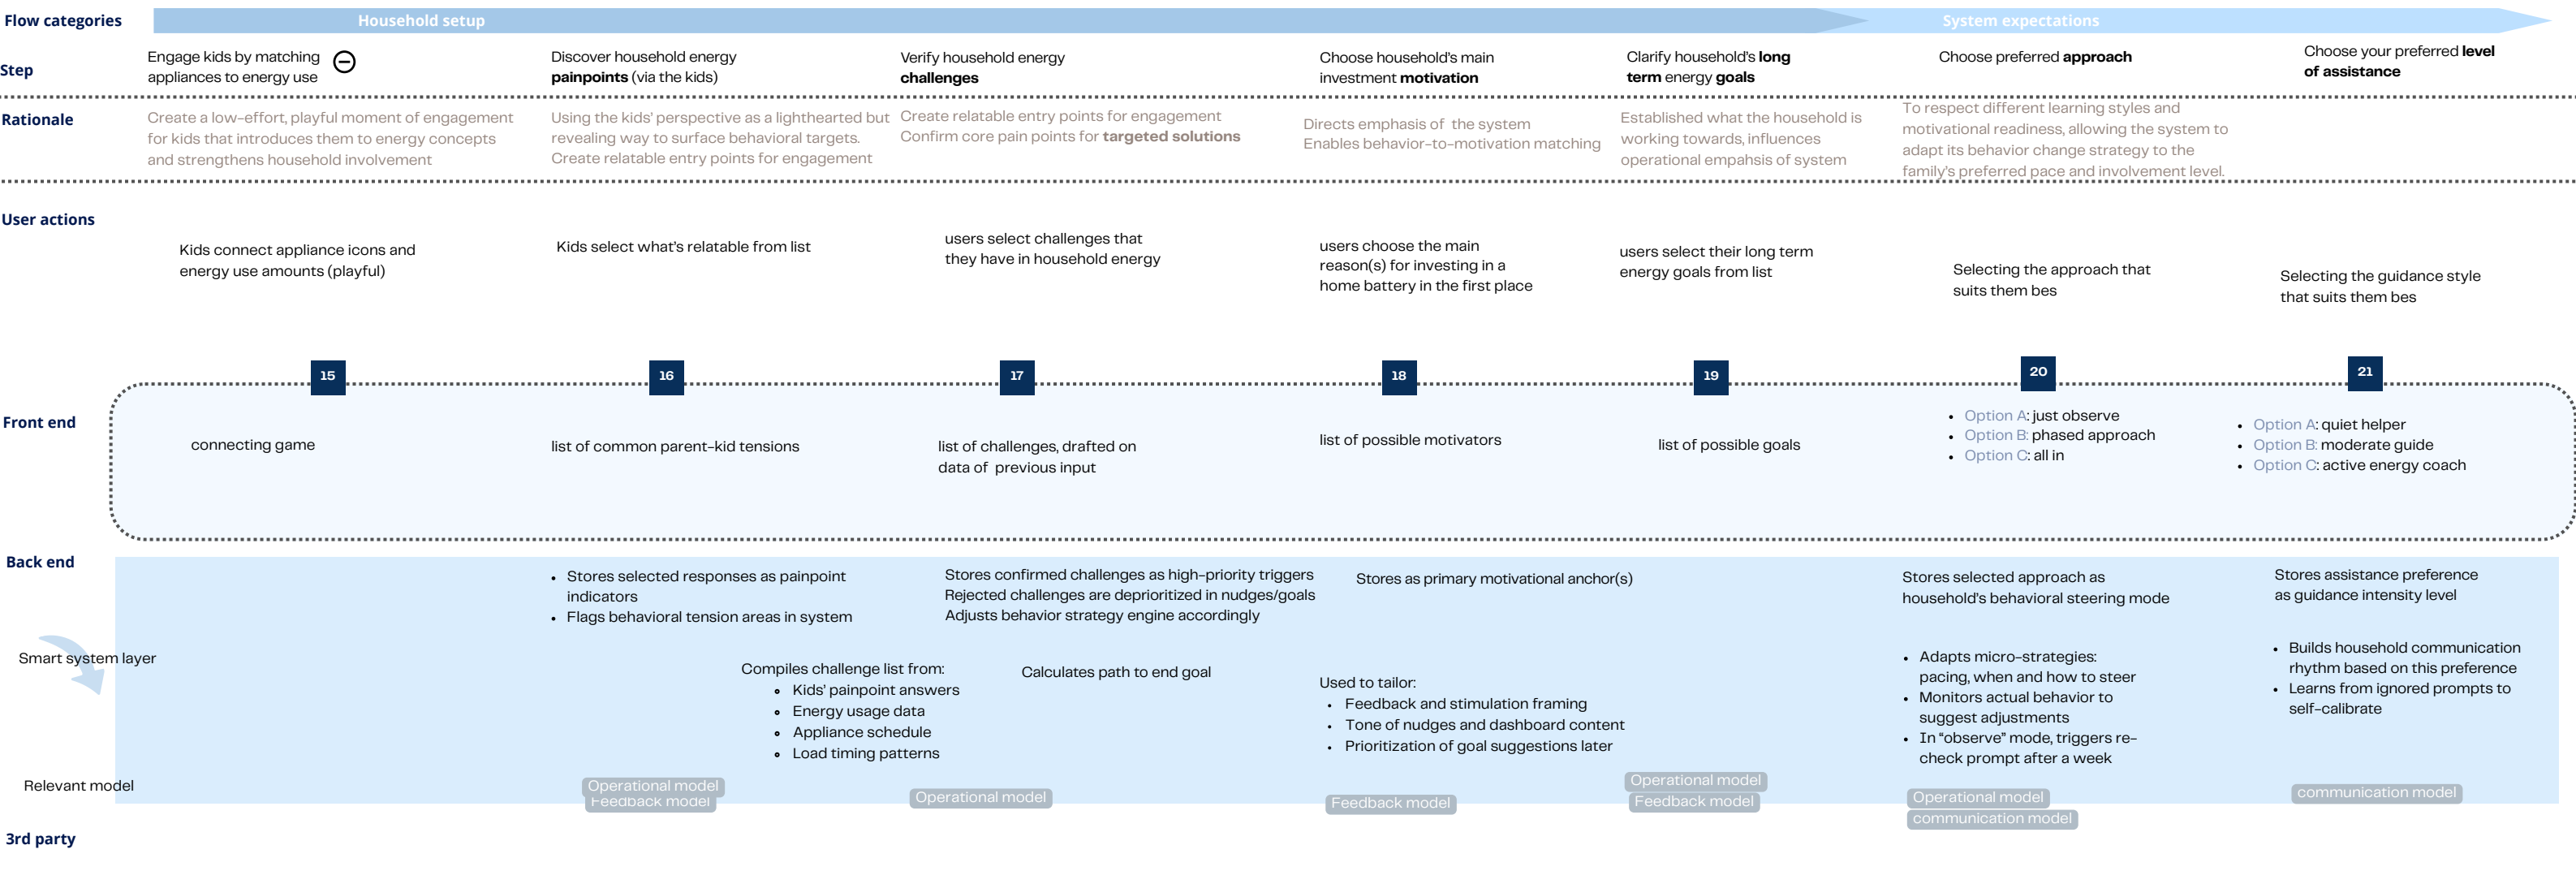 Flow categories
Household setup
System expectations
Step
Engage kids by matching
appliances to energy use
Discover household energy
painpoints (via the kids)
Verify household energy
challenges
Choose household's main
investment motivation
Clarify household's long
term energy goals
Choose preferred approach
Choose your preferred level
of assistance
Rationale
Create a low-effort, playful moment of engagement
for kids that introduces them to energy concepts
and strengthens household involvement
Using the kids' perspective as a lighthearted but
revealing way to surface behavioral targets.
Create relatable entry points for engagement
Create relatable entry points for engagement
Confirm core pain points for targeted solutions
Directs emphasis of the system
Enables behavior-to-motivation matching
Established what the household is
working towards, influences
operational empahsis of system
To respect different learning styles and
motivational readiness, allowing the system to
adapt its behavior change strategy to the
family's preferred pace and involvement level.
User actions
Kids connect appliance icons and
energy use amounts (playful)
Kids select what's relatable from list
users select challenges that
they have in household energy
users choose the main
reason(s) for investing in a
home battery in the first place
users select their long term
energy goals from list
Selecting the approach that
suits them bes
Selecting the guidance style
that suits them bes
15
16
17
18
19
20
21
Front end
connecting game
list of common parent-kid tensions
list of challenges, drafted on
data of previous input
list of possible motivators
list of possible goals
• Option A: just observe
• Option B: phased approach
• Option C: all in
• Option A: quiet helper
• Option B: moderate guide
• Option C: active energy coach
Back end
• Stores selected responses as painpoint
indicators
• Flags behavioral tension areas in system
Stores confirmed challenges as high-priority triggers
Rejected challenges are deprioritized in nudges/goals
Adjusts behavior strategy engine accordingly
Stores as primary motivational anchor(s)
Stores selected approach as
household's behavioral steering mode
Stores assistance preference
as guidance intensity level
Smart system layer
Compiles challenge list from:
• Kids' painpoint answers
• Energy usage data
• Appliance schedule
• Load timing patterns
Calculates path to end goal
Used to tailor:
• Feedback and stimulation framing
• Tone of nudges and dashboard content
• Prioritization of goal suggestions later
• Adapts micro-strategies:
pacing, when and how to steer
• Monitors actual behavior to
suggest adjustments
• In “observe” mode, triggers re-
check prompt after a week
• Builds household communication
rhythm based on this preference
• Learns from ignored prompts to
self-calibrate
Relevant model
Operational model
Feedback model
Operational model
Feedback model
Operational model
Feedback model
Operational model
communication model
communication model
3rd party